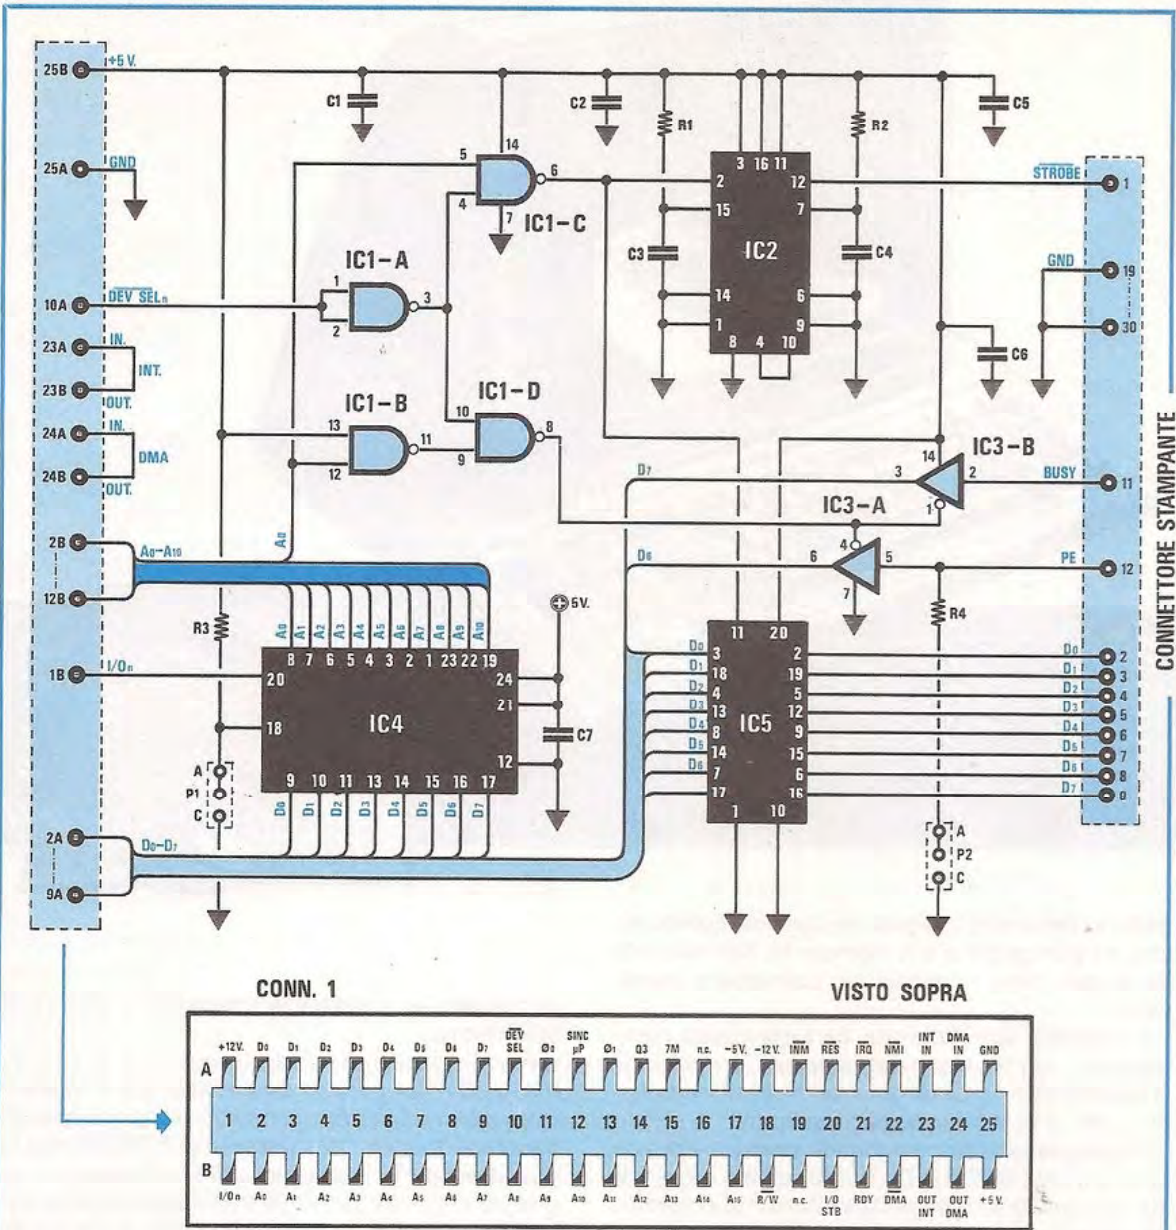 25B +5 V.
C1
C2
R1
R2
C5
25A GND
5 14 6
4 7
IC1-C
3 16 11
2 12
15 7
IC2
14 6
1 9
8 4 10
C3
C4
STROBE 1
GND 19
30
C6
10A DEV SELn
IC1-A
1 3
2
23A IN.
INT.
23B OUT.
24A IN.
DMA
24B OUT.
IC1-B
13 11
12
IC1-D
10 8
9
IC3-B
14
3 2
1
BUSY 11
D7
IC3-A
4
6 5
7
D6
PE 12
R4
CONNETTORE STAMPANTE
2B
A0-A10
12B
A0
R3
A0 A1 A2 A3 A4 A5 A6 A7 A8 A9 A10
5V.
8 7 6 5 4 3 2 1 23 22 19
1B I/On
20 24
21
18 IC4
12
C7
9 10 11 13 14 15 16 17
D0 D1 D2 D3 D4 D5 D6 D7
A
P1
C
2A
D0-D7
9A
11 20
D0 3 2 D0 2
D1 18 19 D1 3
D2 4 5 D2 4
D3 13 12 D3 5
D4 8 IC5 9 D4 6
D5 14 15 D5 7
D6 7 6 D6 8
17 16 D7 9
1 10
A
P2
C
CONN. 1
VISTO SOPRA
+12V. D0 D1 D2 D3 D4 D5 D6 D7 DEV SEL Ø0 SINC µP Ø1 Q3 7M n.c. -5V. -12V. INM RES IRQ NMI INT IN DMA IN GND
A
1 2 3 4 5 6 7 8 9 10 11 12 13 14 15 16 17 18 19 20 21 22 23 24 25
B
I/On A0 A1 A2 A3 A4 A5 A6 A7 A8 A9 A10 A11 A12 A13 A14 A15 R/W n.c. I/O STB RDY DMA OUT INT OUT DMA +5V.